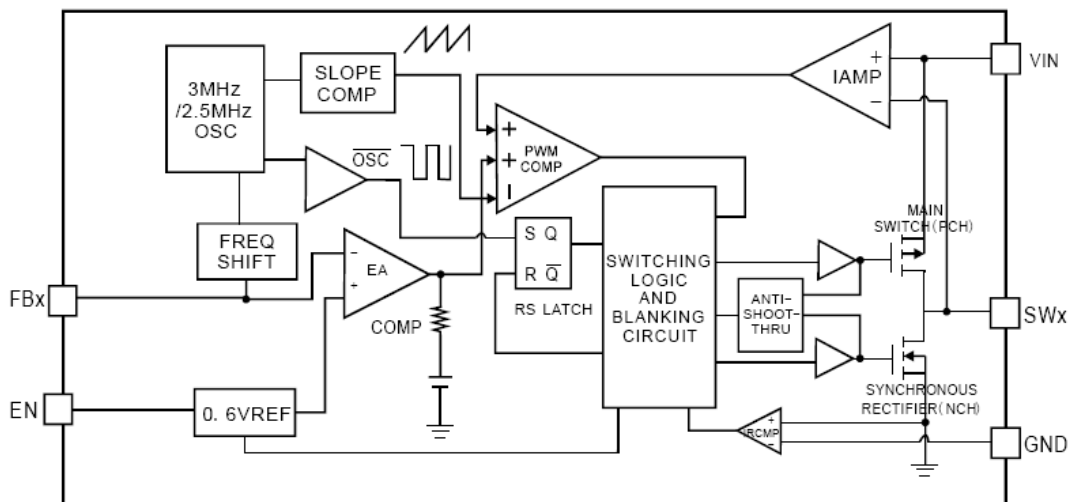 3MHz
/2.5MHz
OSC
SLOPE
COMP
IAMP
+
−
VIN
OSC
+
+
−
PWM
COMP
MAIN
SWITCH(PCH)
FREQ
SHIFT
−
EA
+
S Q
R Q
RS LATCH
SWITCHING
LOGIC
AND
BLANKING
CIRCUIT
ANTI-
SHOOT-
THRU
FBx
SWx
COMP
SYNCHRONOUS
RECTIFIER(NCH)
EN
0. 6VREF
IRCMP
+
−
GND